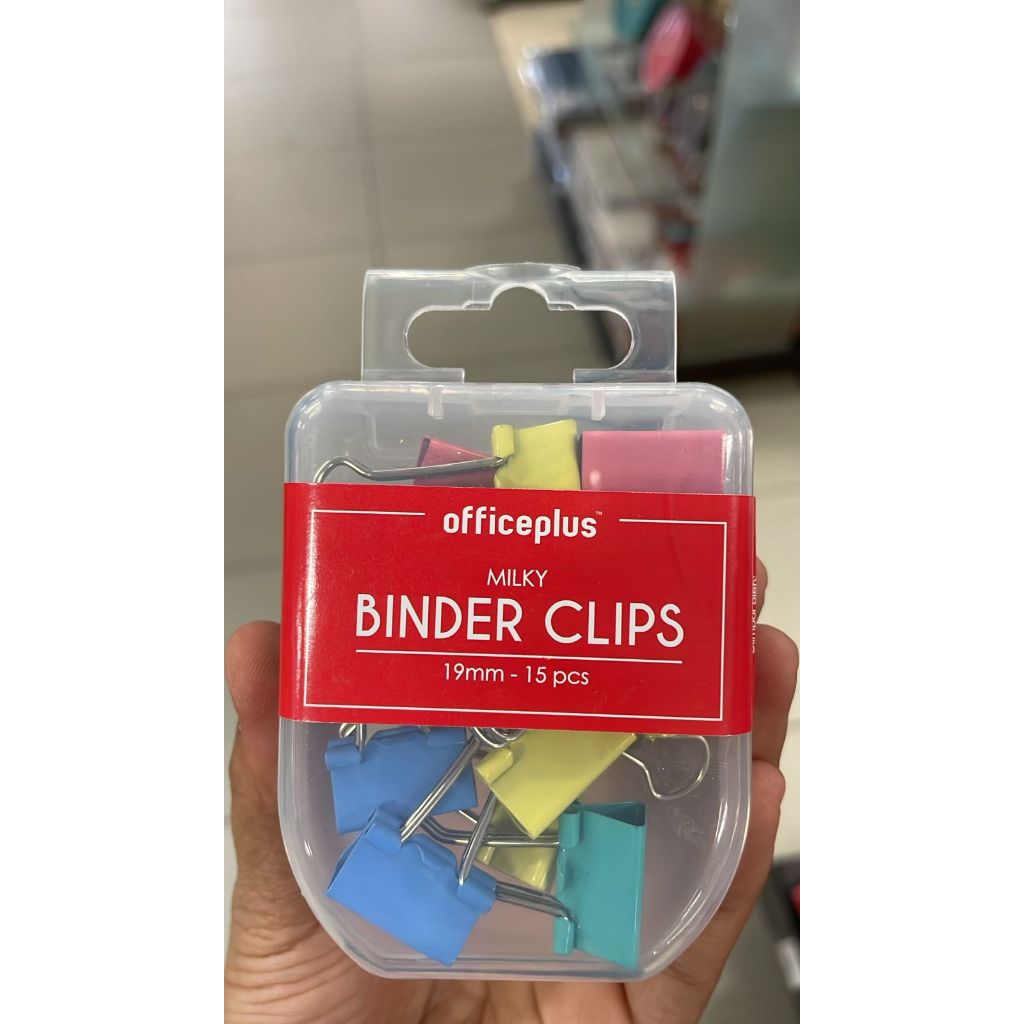 officeplus™
MILKY
BINDER CLIPS
19mm - 15 pcs